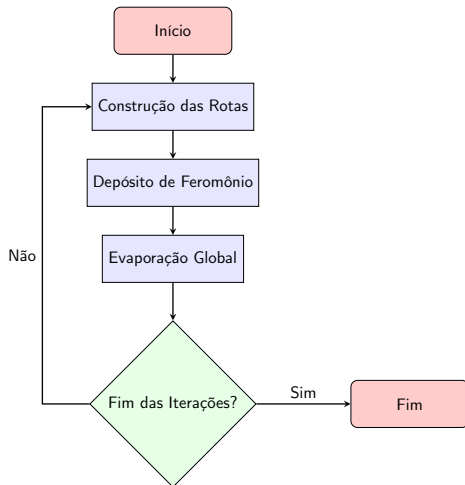 Início
Construção das Rotas
Depósito de Feromônio
Evaporação Global
Não
Fim das Iterações?
Sim
Fim